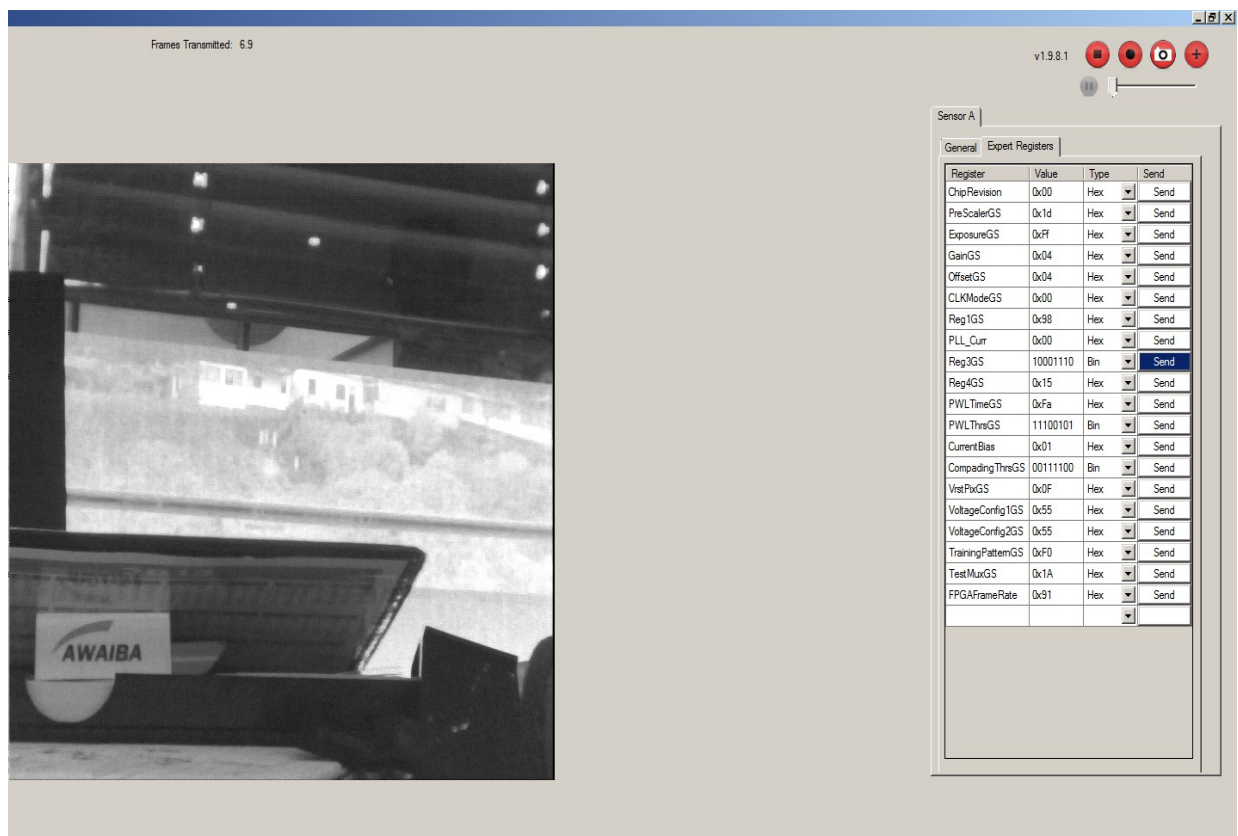 Frames Transmitted: 6.9
v1.9.8.1
Sensor A
General Expert Registers
Register Value Type Send
ChipRevision 0x00 Hex Send
PreScalerGS 0x1d Hex Send
ExposureGS 0xFf Hex Send
GainGS 0x04 Hex Send
OffsetGS 0x04 Hex Send
CLKModeGS 0x00 Hex Send
Reg1GS 0x98 Hex Send
PLL_Curr 0x00 Hex Send
Reg3GS 10001110 Bin Send
Reg4GS 0x15 Hex Send
PWLTimeGS 0xFa Hex Send
PWLThrsGS 11100101 Bin Send
CurrentBias 0x01 Hex Send
CompadingThrsGS 00111100 Bin Send
VrstPixGS 0x0F Hex Send
VoltageConfig1GS 0x55 Hex Send
VoltageConfig2GS 0x55 Hex Send
TrainingPatternGS 0xF0 Hex Send
TestMuxGS 0x1A Hex Send
FPGAFrameRate 0x91 Hex Send
AWAIBA